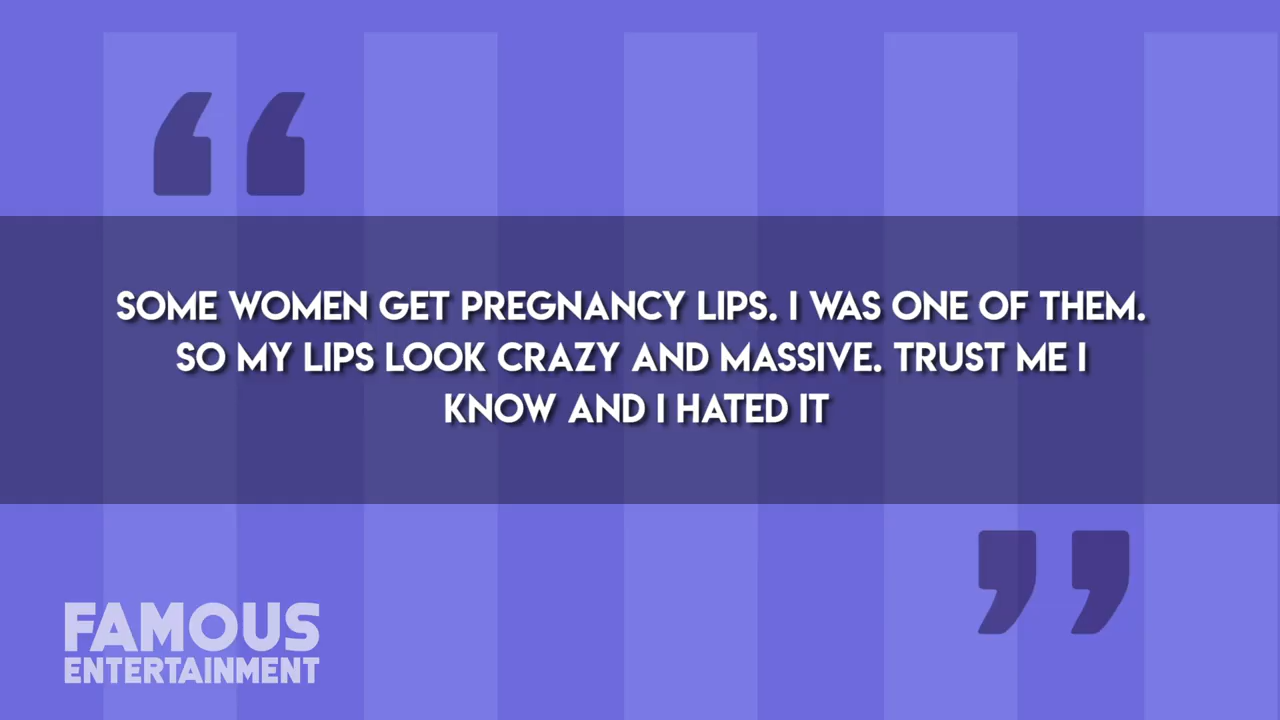 “
SOME WOMEN GET PREGNANCY LIPS. I WAS ONE OF THEM.
SO MY LIPS LOOK CRAZY AND MASSIVE. TRUST ME I
KNOW AND I HATED IT
”
FAMOUS
ENTERTAINMENT